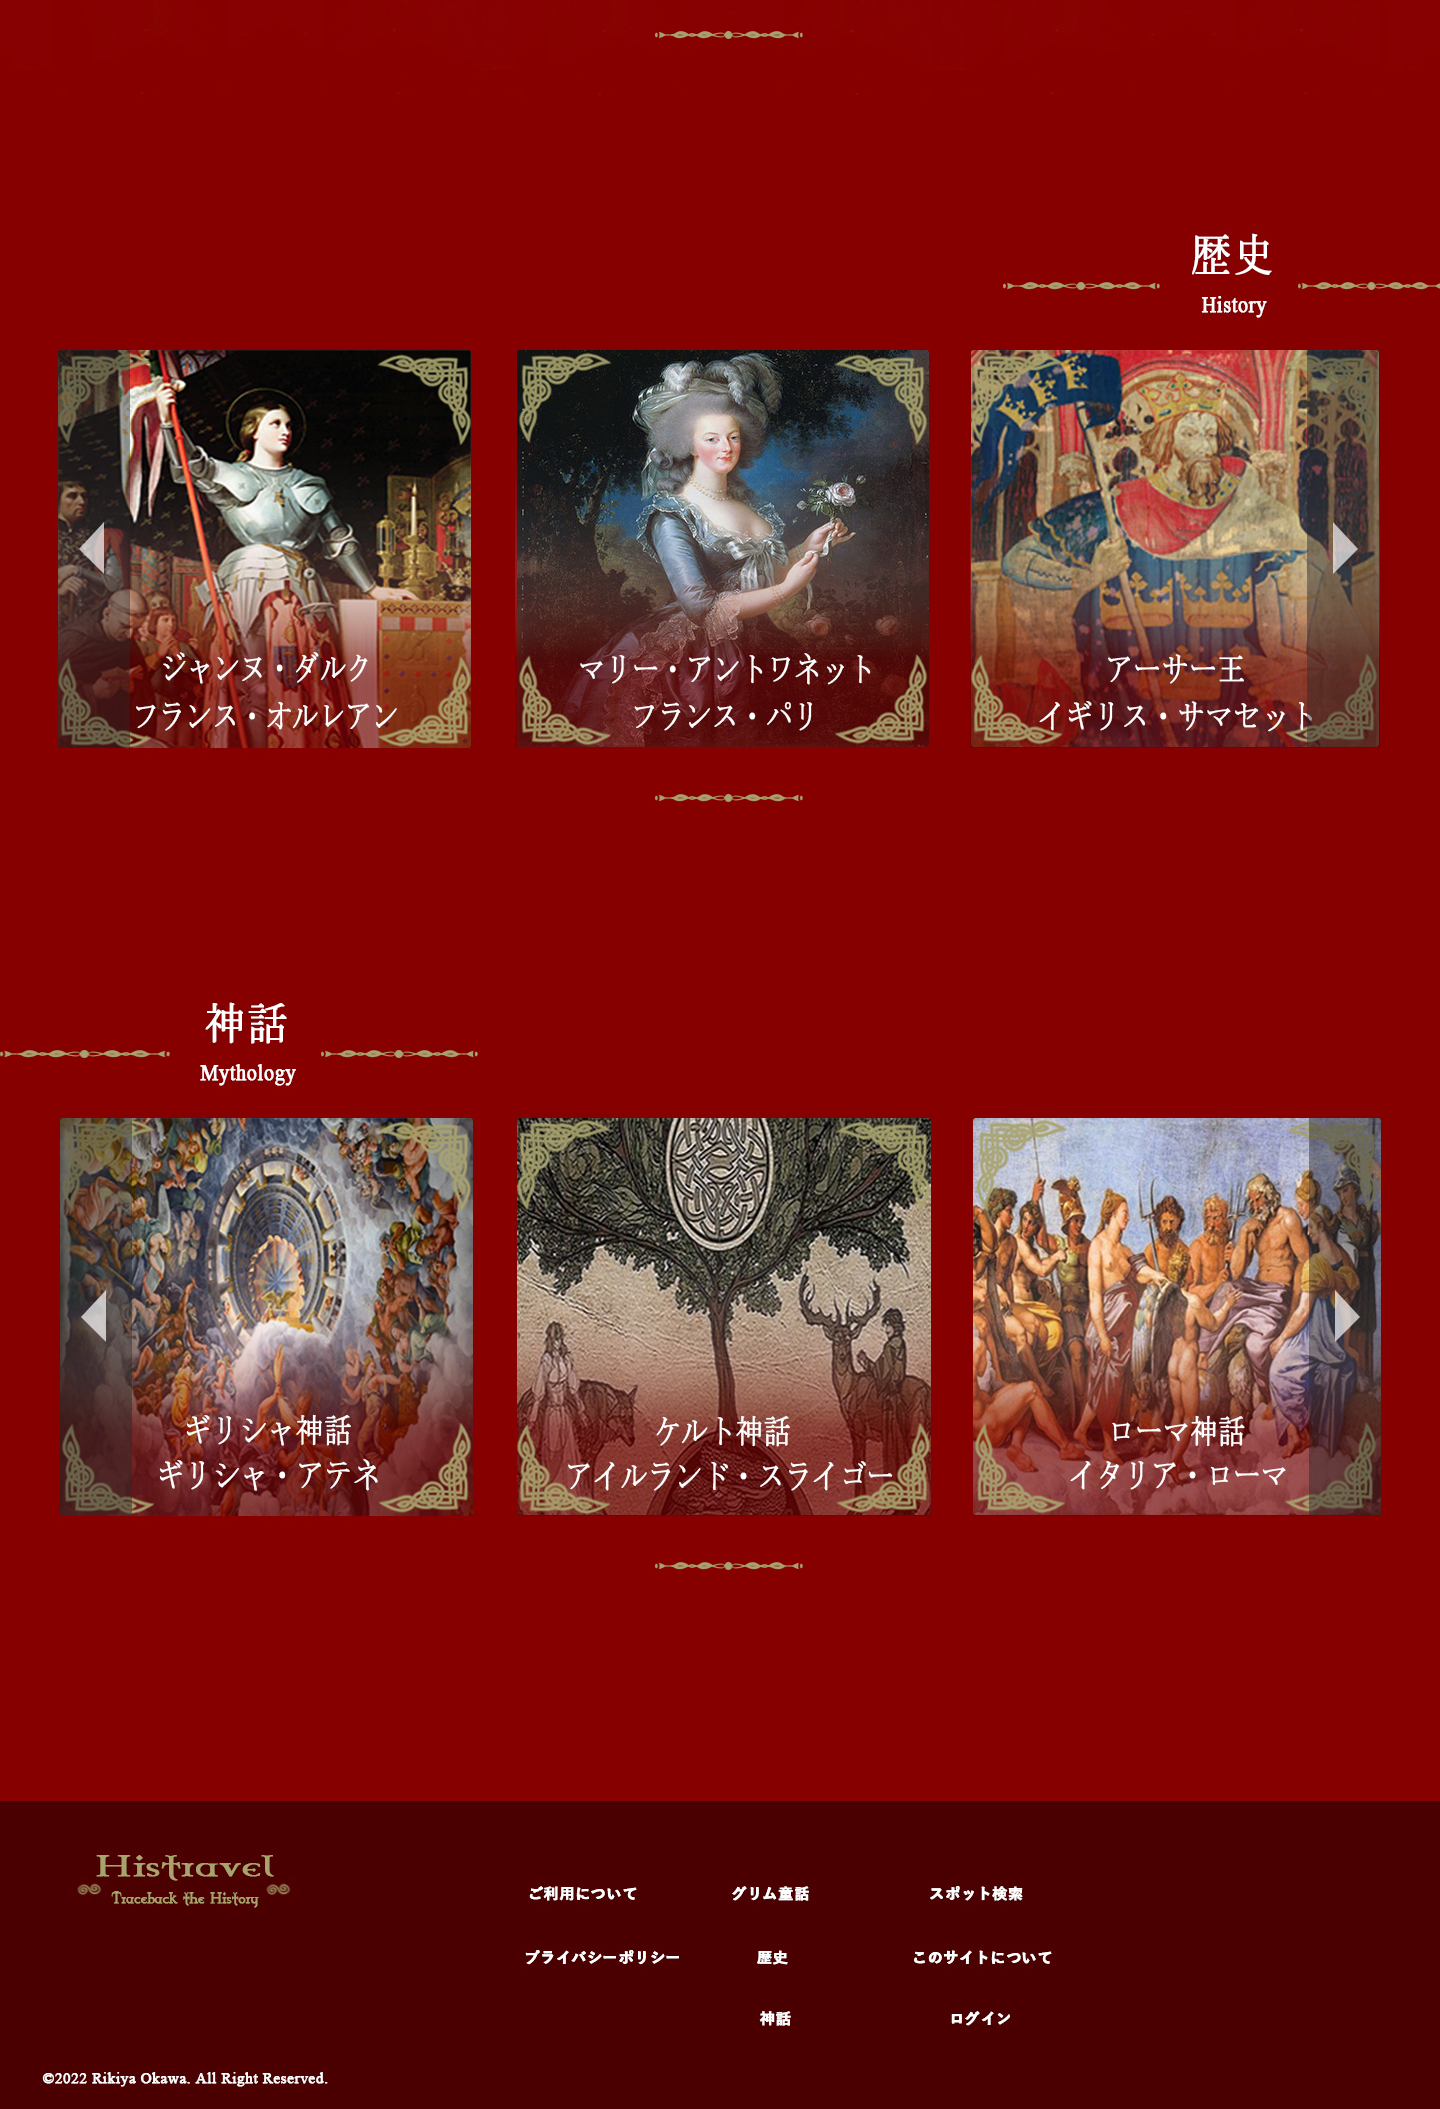 歴史
History
ジャンヌ・ダルク
フランス・オルレアン
マリー・アントワネット
フランス・パリ
アーサー王
イギリス・サマセット
神話
Mythology
ギリシャ神話
ギリシャ・アテネ
ケルト神話
アイルランド・スライゴー
ローマ神話
イタリア・ローマ
Histravel
Traceback the History
ご利用について
グリム童話
スポット検索
プライバシーポリシー
歴史
このサイトについて
神話
ログイン
©2022 Rikiya Okawa. All Right Reserved.